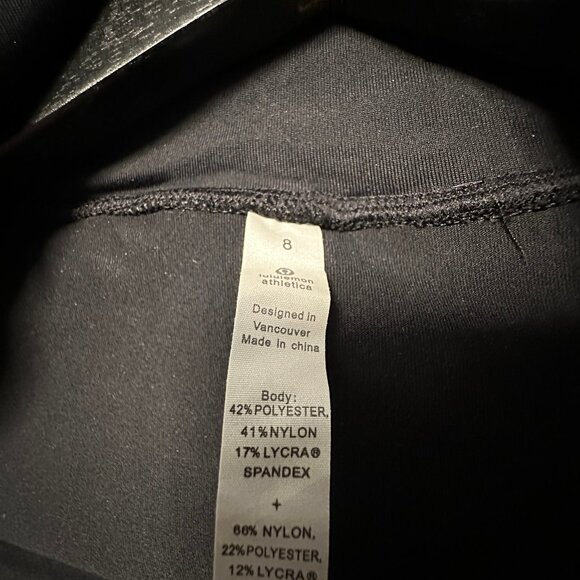 8
lululemon
athletica
Designed in
Vancouver
Made in china
Body:
42%POLYESTER,
41%NYLON
17%LYCRA®
SPANDEX
+
66% NYLON,
22%POLYESTER,
12%LYCRA®